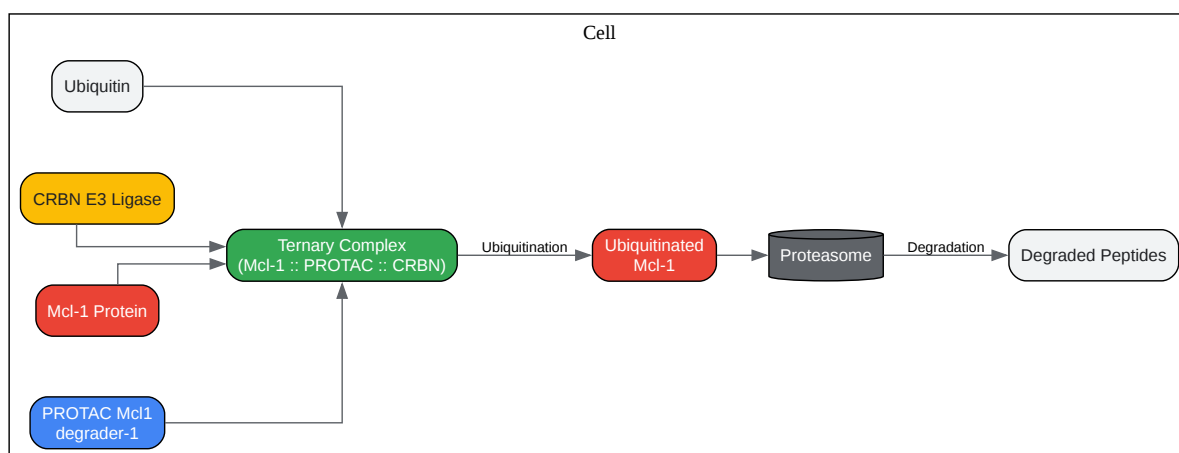 Cell
Ubiquitin
CRBN E3 Ligase
Mcl-1 Protein
PROTAC Mcl1
degrader-1
Ternary Complex
(Mcl-1 :: PROTAC :: CRBN)
Ubiquitination
Ubiquitinated
Mcl-1
Proteasome
Degradation
Degraded Peptides